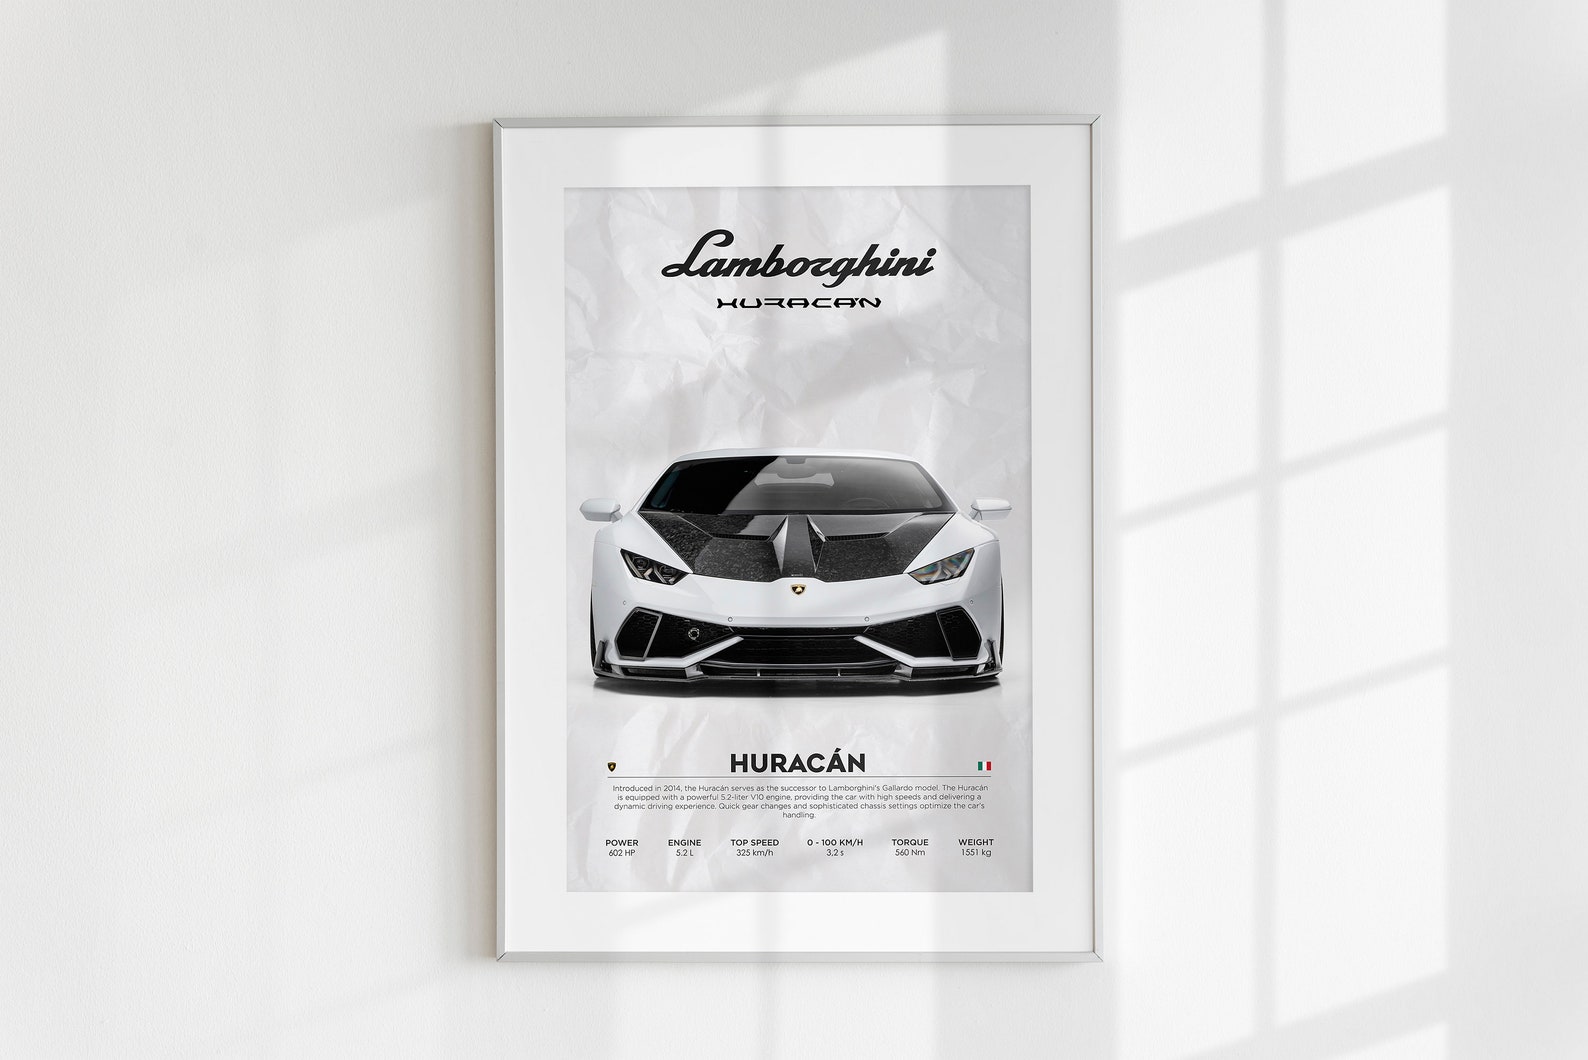 Lamborghini
HURACÁN
HURACÁN
Introduced in 2014, the Huracán serves as the successor to Lamborghini's Gallardo model. The Huracán
is equipped with a powerful 5.2-liter V10 engine, providing the car with high speeds and delivering a
dynamic driving experience. Quick gear changes and sophisticated chassis settings optimize the car's
handling.
POWER ENGINE TOP SPEED 0 - 100 KM/H TORQUE WEIGHT
602 HP 5.2 L 325 km/h 3,2 s 560 Nm 1551 kg